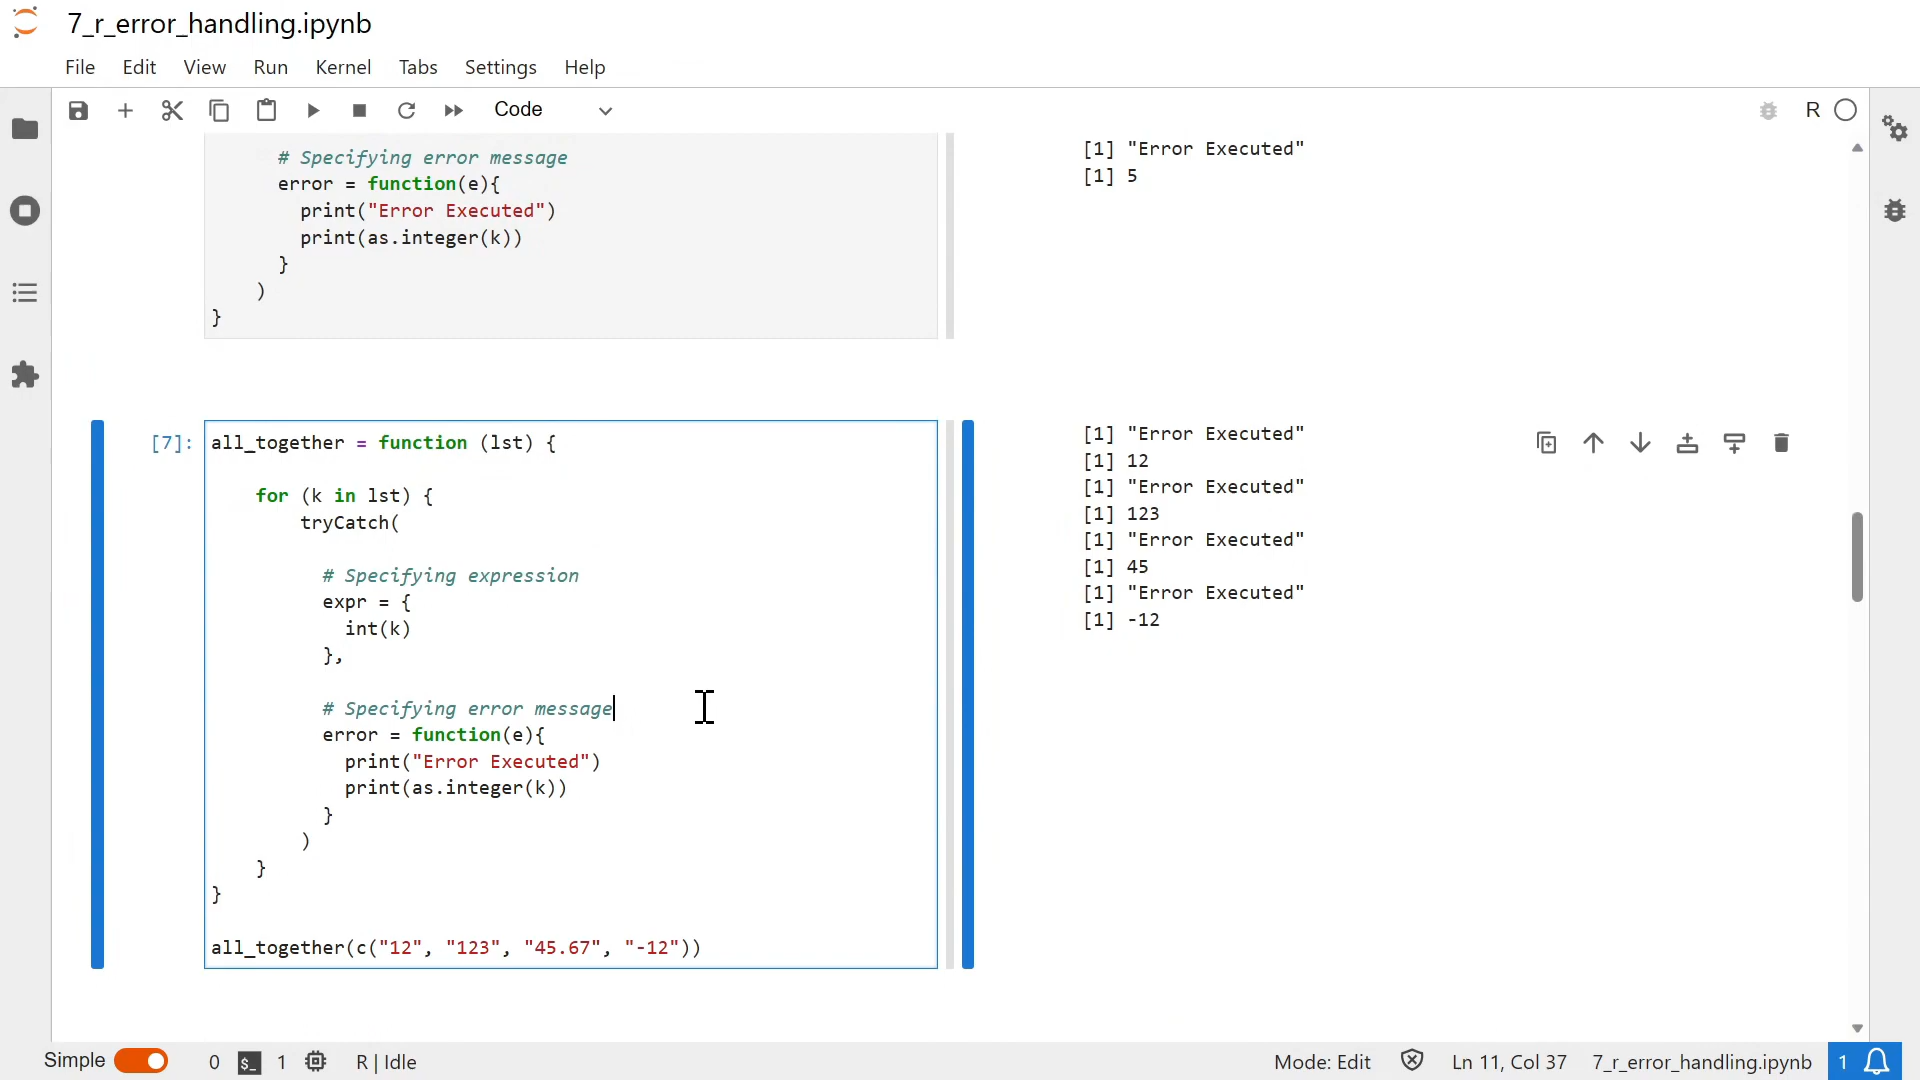 7_r_error_handling.ipynb
File Edit View Run Kernel Tabs Settings Help
Code
R
# Specifying error message
error = function(e){
print("Error Executed")
print(as.integer(k))
}
)
}
[1] "Error Executed"
[1] 5
[7]:
all_together = function (lst) {
for (k in lst) {
tryCatch(
# Specifying expression
expr = {
int(k)
},
# Specifying error message
error = function(e){
print("Error Executed")
print(as.integer(k))
}
)
}
}
all_together(c("12", "123", "45.67", "-12"))
[1] "Error Executed"
[1] 12
[1] "Error Executed"
[1] 123
[1] "Error Executed"
[1] 45
[1] "Error Executed"
[1] -12
Simple 0 $_ 1 R | Idle Mode: Edit Ln 11, Col 37 7_r_error_handling.ipynb 1